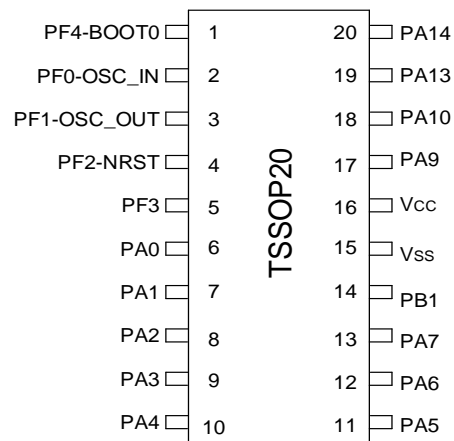 PF4-BOOT0 1 20 PA14
PF0-OSC_IN 2 19 PA13
PF1-OSC_OUT 3 18 PA10
PF2-NRST 4 17 PA9
PF3 5 16 Vcc
PA0 6 15 Vss
PA1 7 14 PB1
PA2 8 13 PA7
PA3 9 12 PA6
PA4 10 11 PA5
TSSOP20